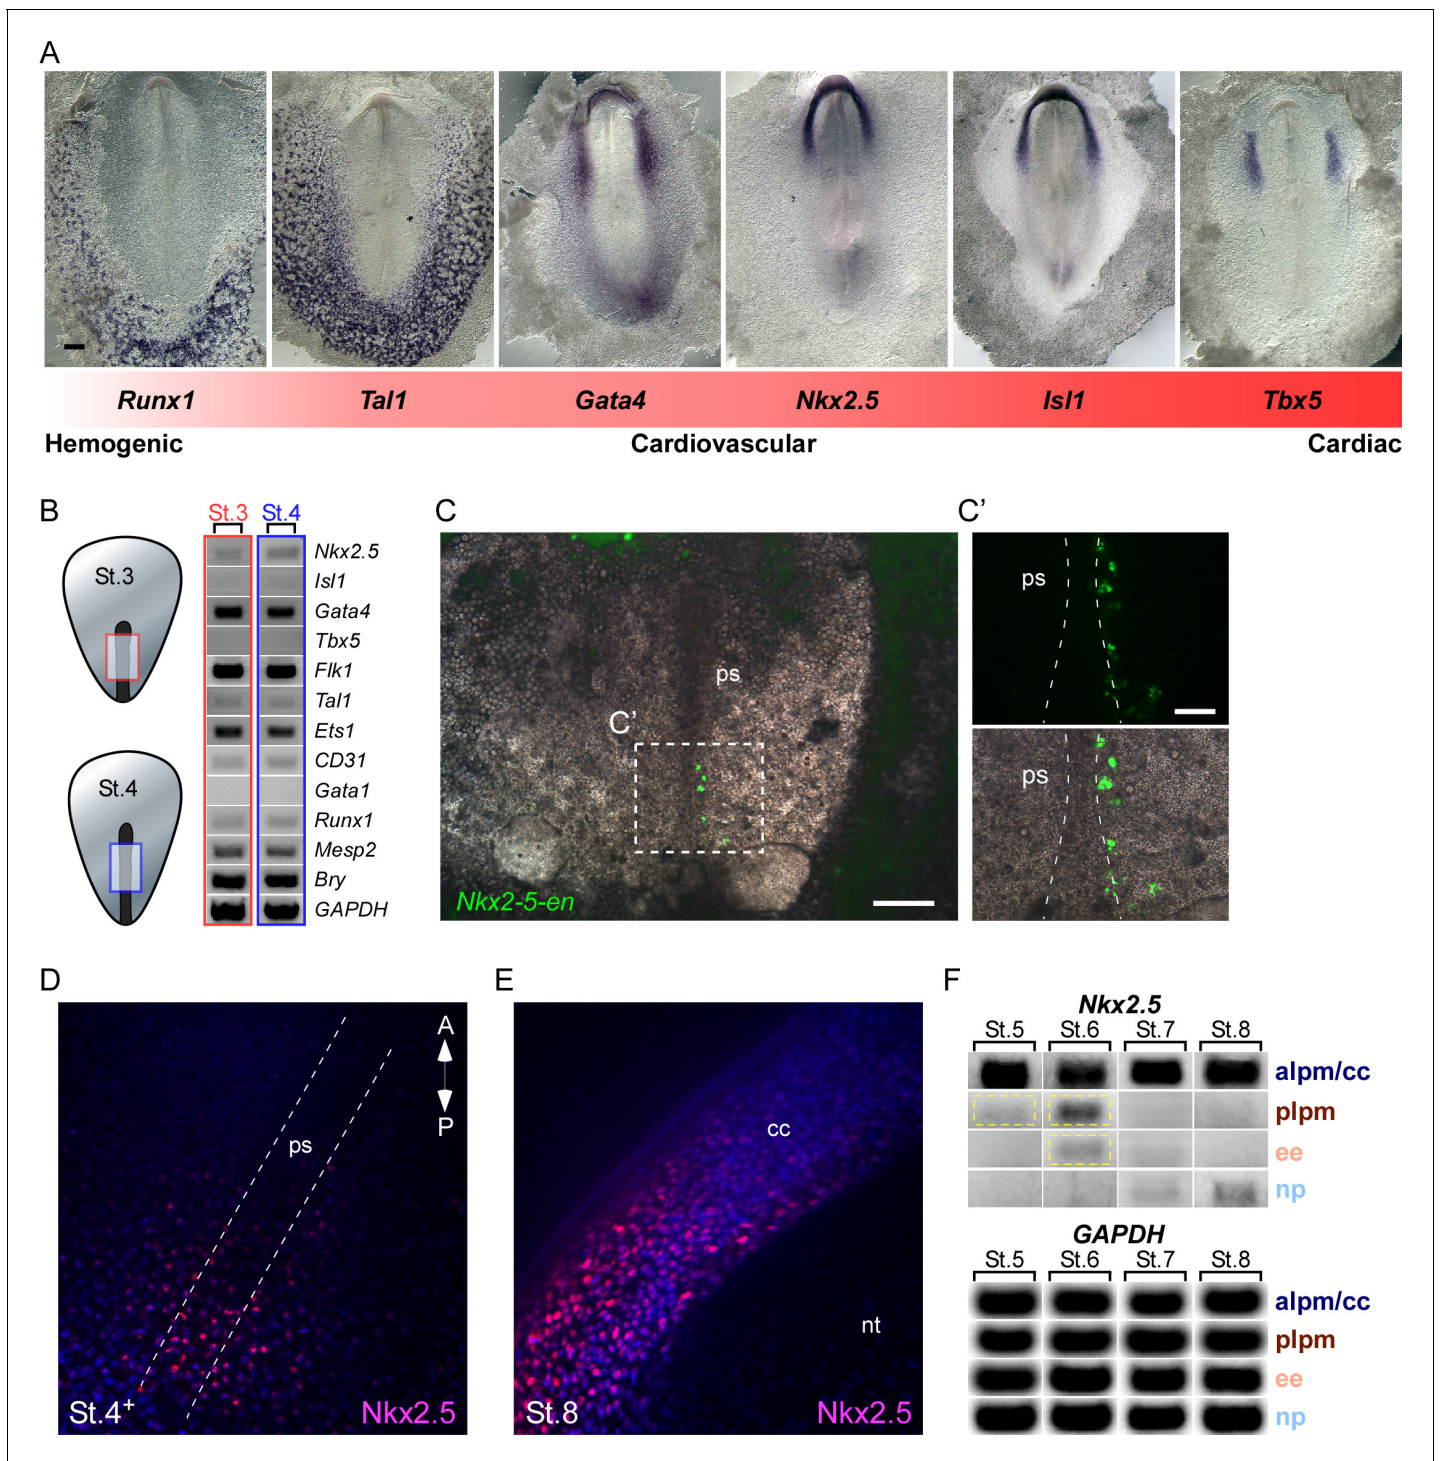 A
Runx1 Tal1 Gata4 Nkx2.5 Isl1 Tbx5
Hemogenic Cardiovascular Cardiac
B
St.3 St.4
St.3
St.4
Nkx2.5
Isl1
Gata4
Tbx5
Flk1
Tal1
Ets1
CD31
Gata1
Runx1
Mesp2
Bry
GAPDH
C
ps
C’
Nkx2-5-en
C’
ps
ps
D
A
P
ps
St.4+
Nkx2.5
E
cc
nt
St.8
Nkx2.5
F
Nkx2.5
St.5 St.6 St.7 St.8
alpm/cc
plpm
ee
np
GAPDH
St.5 St.6 St.7 St.8
alpm/cc
plpm
ee
np